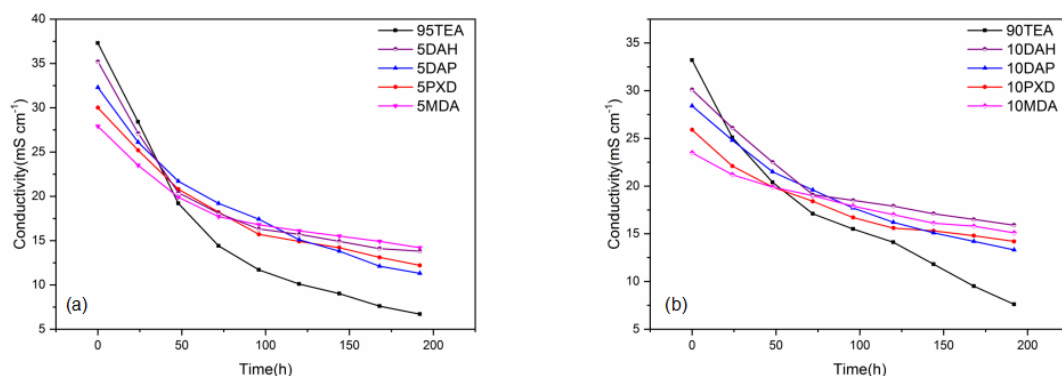 40
35
30
25
20
15
10
5
Conductivity(mS cm⁻¹)
95TEA
5DAH
5DAP
5PXD
5MDA
(a)
0
50
100
150
200
Time(h)
35
30
25
20
15
10
5
Conductivity(mS cm⁻¹)
90TEA
10DAH
10DAP
10PXD
10MDA
(b)
0
50
100
150
200
Time(h)